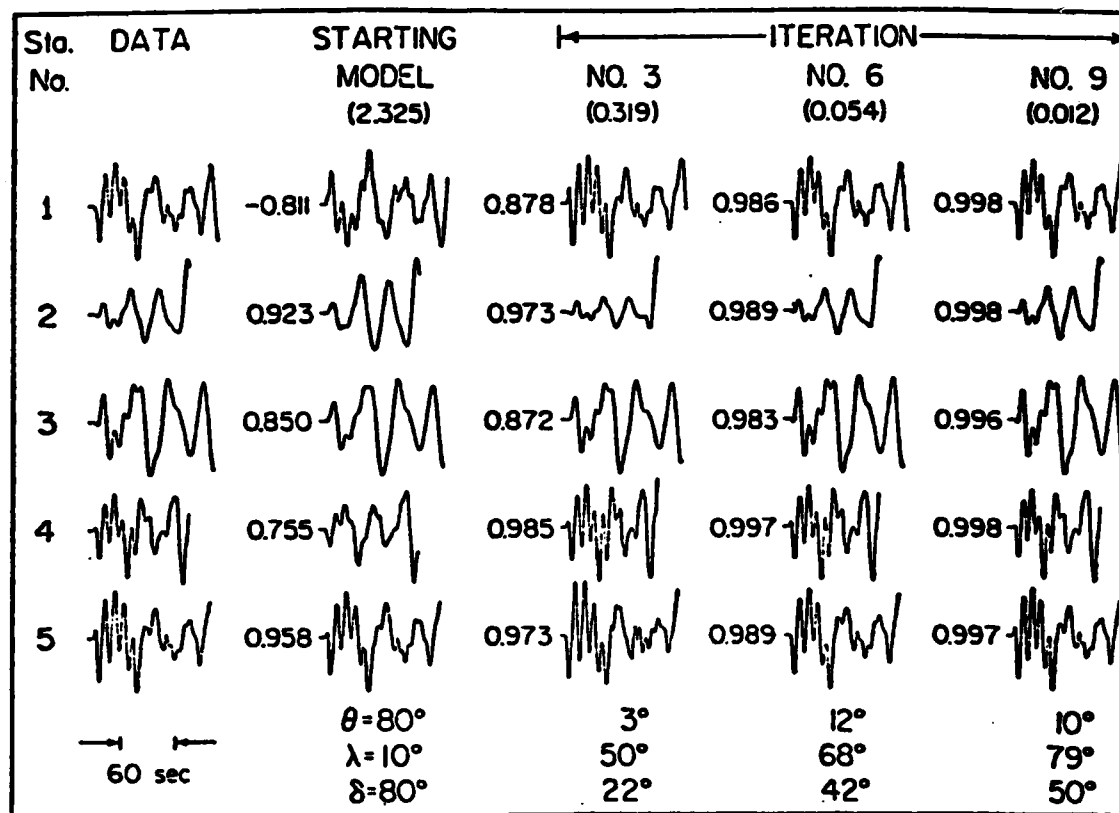 Sta. DATA STARTING ITERATION
No. MODEL NO. 3 NO. 6 NO. 9
(2.325) (0.319) (0.054) (0.012)
1 -0.811 0.878 0.986 0.998
2 0.923 0.973 0.989 0.998
3 0.850 0.872 0.983 0.996
4 0.755 0.985 0.997 0.998
5 0.958 0.973 0.989 0.997
θ=80° 3° 12° 10°
λ=10° 50° 68° 79°
60 sec
δ=80° 22° 42° 50°